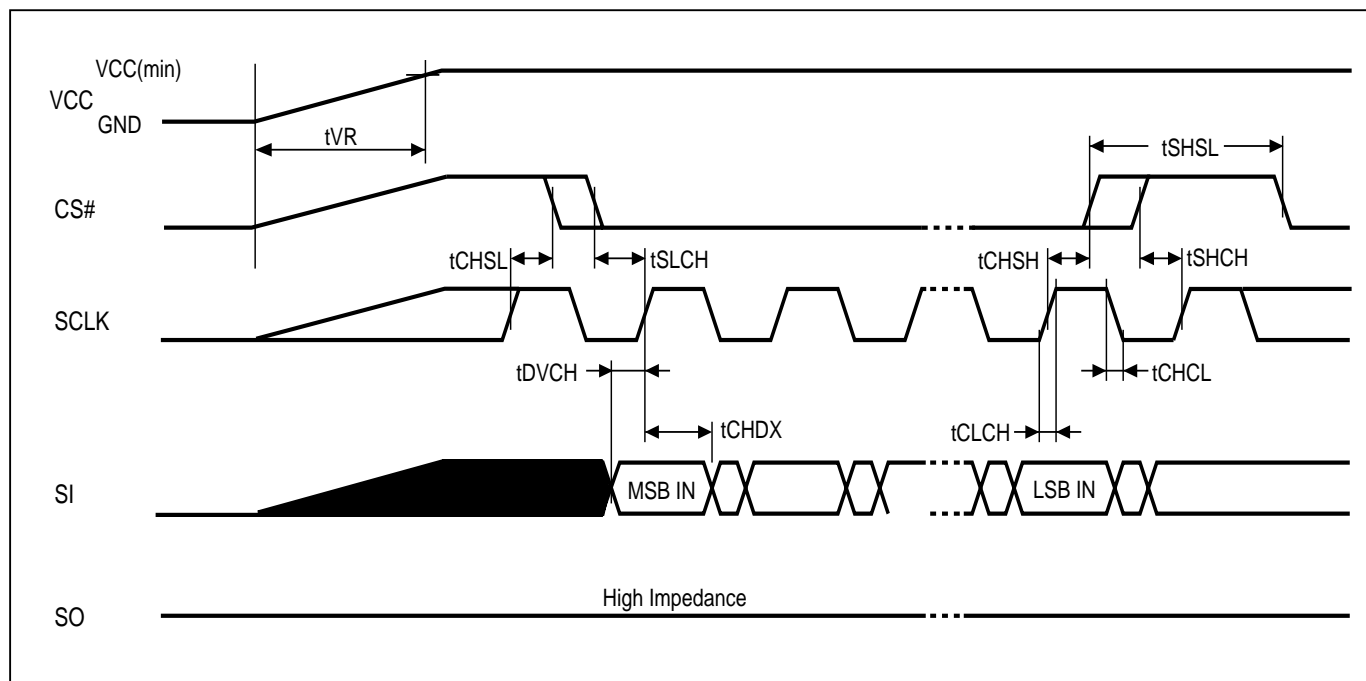 VCC(min)
VCC
GND
tVR
tSHSL
CS#
tCHSL
tSLCH
tCHSH
tSHCH
SCLK
tDVCH
tCHCL
tCHDX
tCLCH
SI
MSB IN
LSB IN
High Impedance
SO